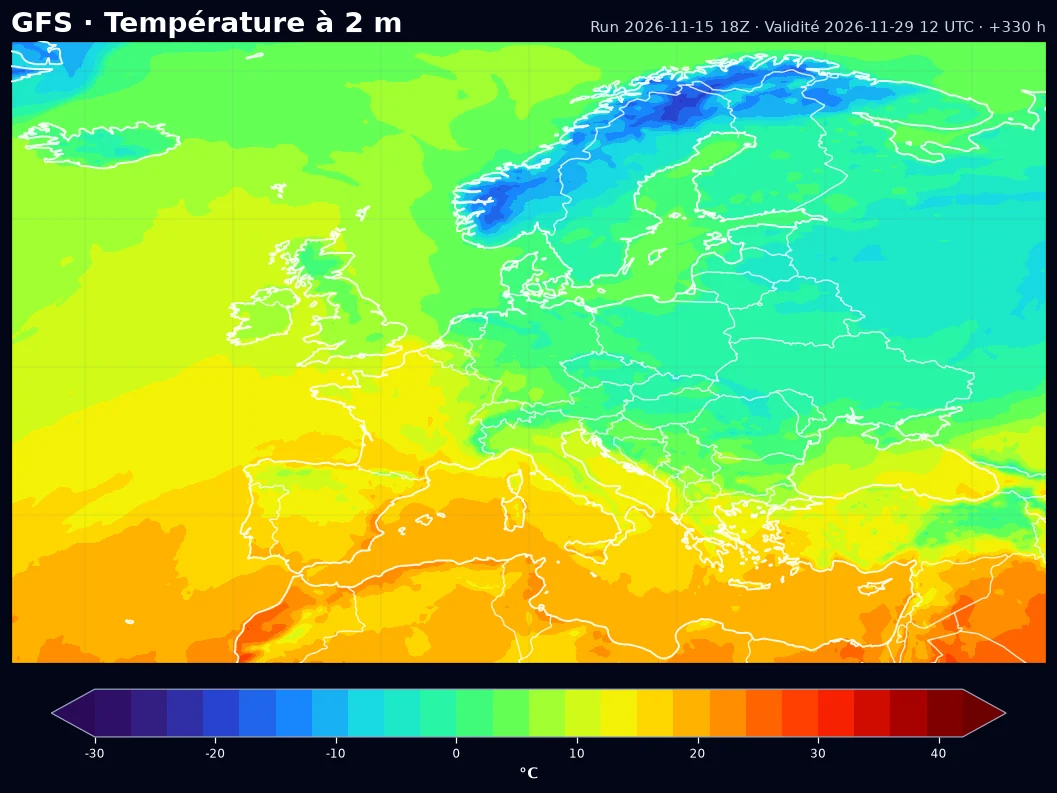 GFS · Température à 2 m
Run 2026-11-15 18Z · Validité 2026-11-29 12 UTC · +330 h
-30 -20 -10 0 10 20 30 40
°C